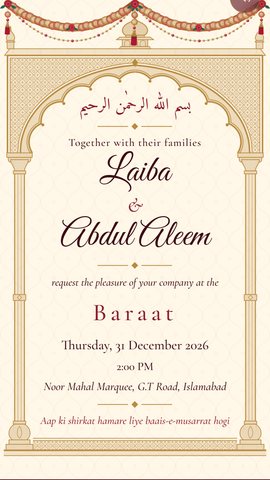 بسم الله الرحمن الرحيم
Together with their families
Laiba
&
Abdul Aleem
request the pleasure of your company at the
Baraat
Thursday, 31 December 2026
2:00 PM
Noor Mahal Marquee, G.T Road, Islamabad
Aap ki shirkat hamare liye baais-e-musarrat hogi